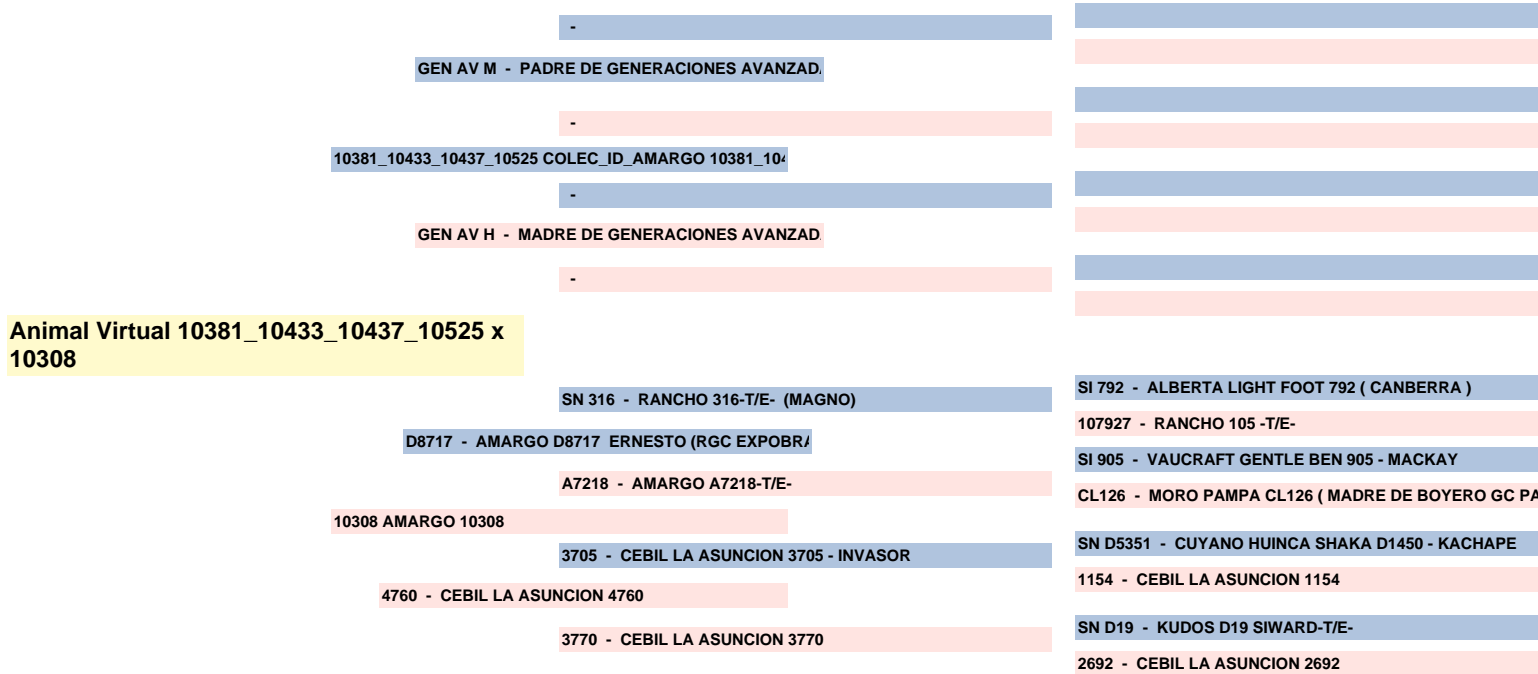 -
GEN AV M - PADRE DE GENERACIONES AVANZAD
-
10381_10433_10437_10525 COLEC_ID_AMARGO 10381_104
-
GEN AV H - MADRE DE GENERACIONES AVANZAD
-
Animal Virtual 10381_10433_10437_10525 x
10308
SN 316 - RANCHO 316-T/E- (MAGNO)
SI 792 - ALBERTA LIGHT FOOT 792 ( CANBERRA )
107927 - RANCHO 105 -T/E-
D8717 - AMARGO D8717 ERNESTO (RGC EXPOBRA
SI 905 - VAUCRAFT GENTLE BEN 905 - MACKAY
A7218 - AMARGO A7218-T/E-
CL126 - MORO PAMPA CL126 ( MADRE DE BOYERO GC PA
10308 AMARGO 10308
SN D5351 - CUYANO HUINCA SHAKA D1450 - KACHAPE
3705 - CEBIL LA ASUNCION 3705 - INVASOR
1154 - CEBIL LA ASUNCION 1154
4760 - CEBIL LA ASUNCION 4760
SN D19 - KUDOS D19 SIWARD-T/E-
3770 - CEBIL LA ASUNCION 3770
2692 - CEBIL LA ASUNCION 2692